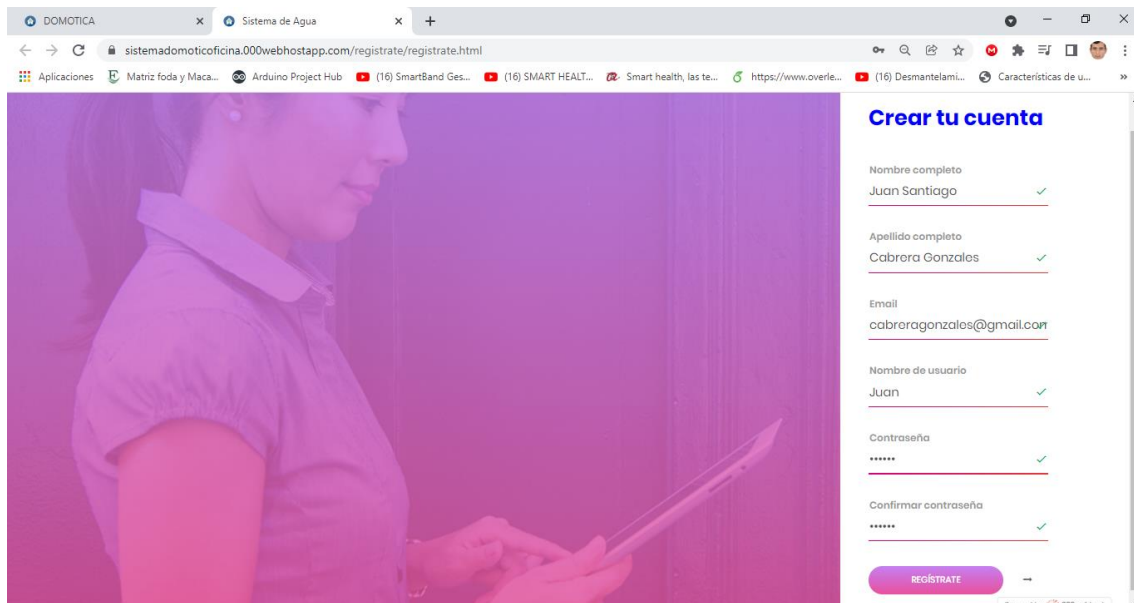 DOMOTICA
Sistema de Agua
sistemadomoticoficina.000webhostapp.com/registrate/registrate.html
Aplicaciones
Matriz foda y Maca...
Arduino Project Hub
(16) SmartBand Ges...
(16) SMART HEALT...
Smart health, las te...
https://www.overle...
(16) Desmantelami...
Características de u...
»
Crear tu cuenta
Nombre completo
Juan Santiago
Apellido completo
Cabrera Gonzales
Email
cabreragonzales@gmail.com
Nombre de usuario
Juan
Contraseña
••••••
Confirmar contraseña
••••••
REGÍSTRATE